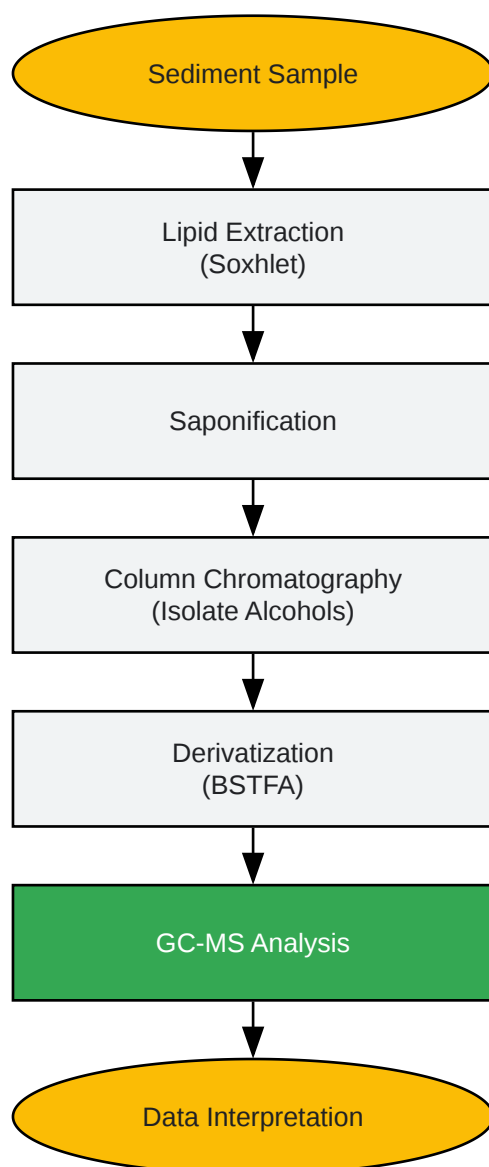 Sediment Sample
Lipid Extraction
(Soxhlet)
Saponification
Column Chromatography
(Isolate Alcohols)
Derivatization
(BSTFA)
GC-MS Analysis
Data Interpretation